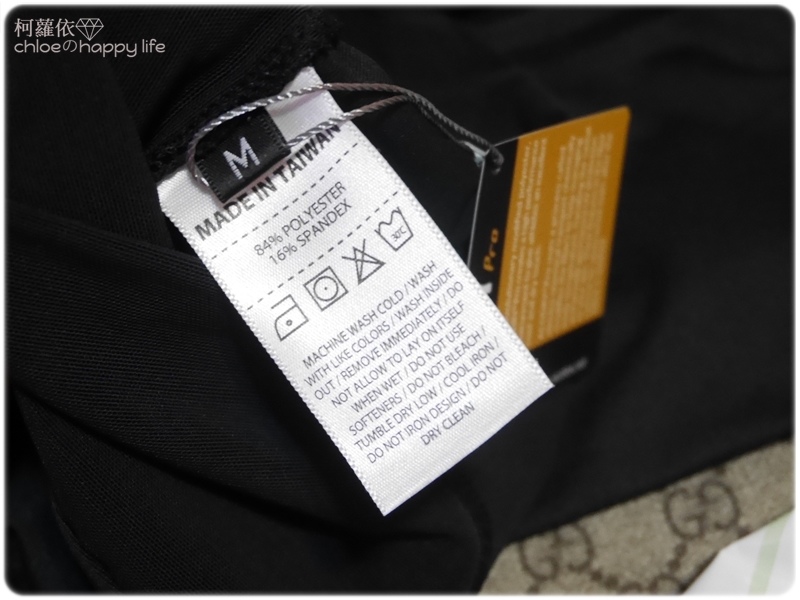 柯蘿依
chloeのhappy life
M
MADE IN TAIWAN
84% POLYESTER
16% SPANDEX
30℃
MACHINE WASH COLD / WASH
WITH LIKE COLORS / WASH INSIDE
OUT / REMOVE IMMEDIATELY / DO
NOT ALLOW TO LAY ON ITSELF
WHEN WET / DO NOT USE
SOFTENERS / DO NOT BLEACH /
TUMBLE DRY LOW / COOL IRON /
DO NOT IRON DESIGN / DO NOT
DRY CLEAN
Pro